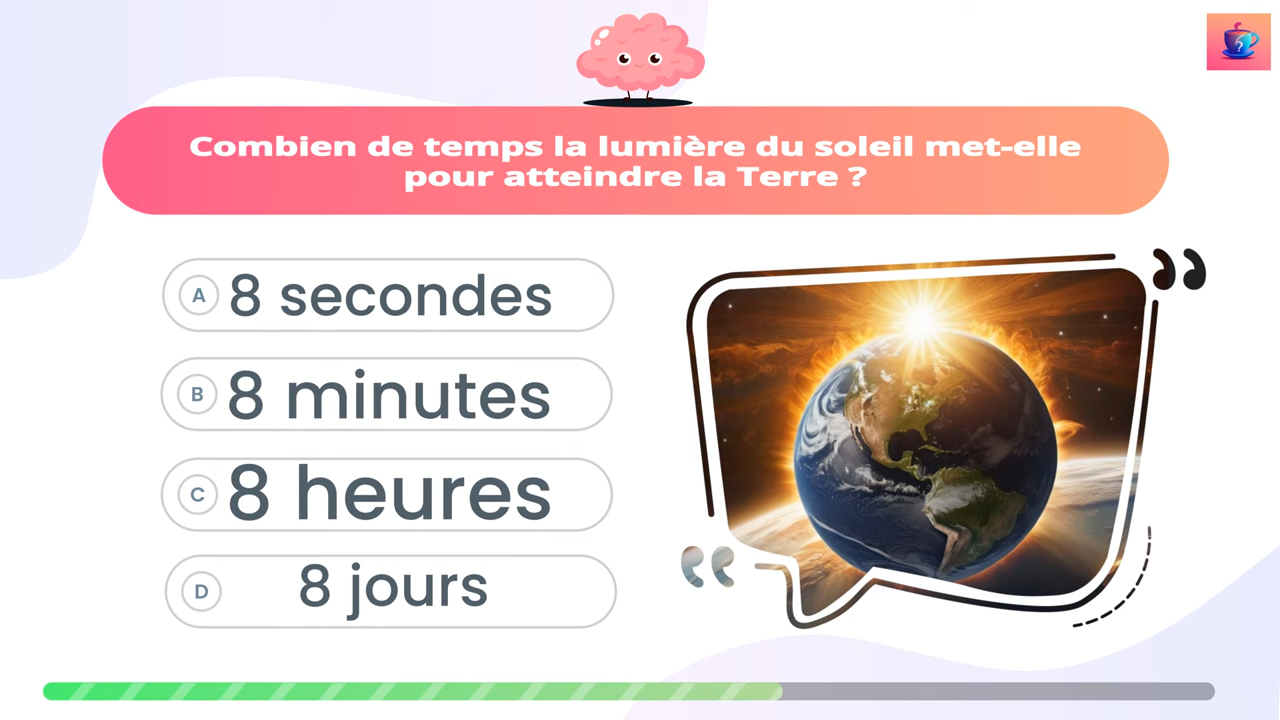 Combien de temps la lumière du soleil met-elle
pour atteindre la Terre ?
A 8 secondes
B 8 minutes
C 8 heures
D 8 jours